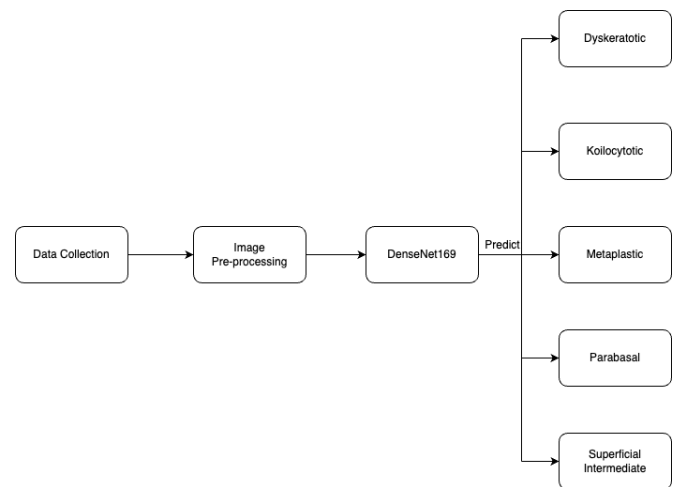 Dyskeratotic
Koilocytotic
Data Collection
Image
Pre-processing
DenseNet169
Predict
Metaplastic
Parabasal
Superficial
Intermediate